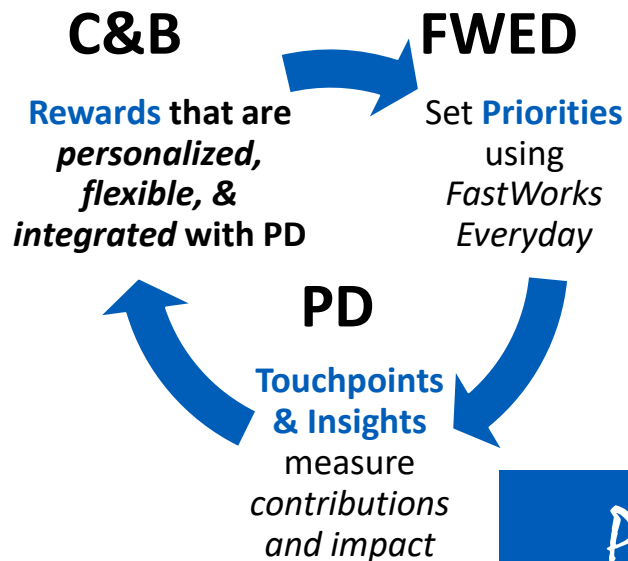 C&B
Rewards that are
personalized,
flexible, &
integrated with PD
FWED
Set Priorities
using
FastWorks
Everyday
PD
Touchpoints
& Insights
measure
contributions
and impact